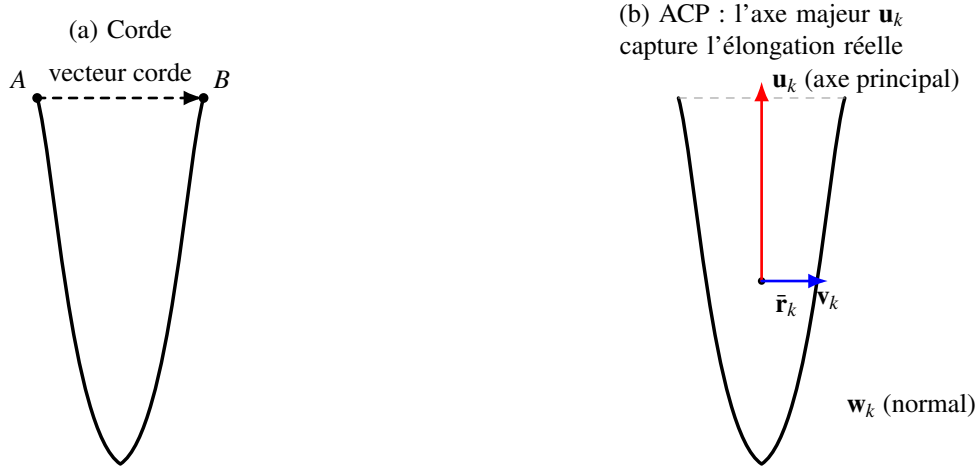 (a) Corde
vecteur corde
A
B
(b) ACP : l'axe majeur u_k
capture l'élongation réelle
u_k (axe principal)
r̄_k
v_k
w_k (normal)